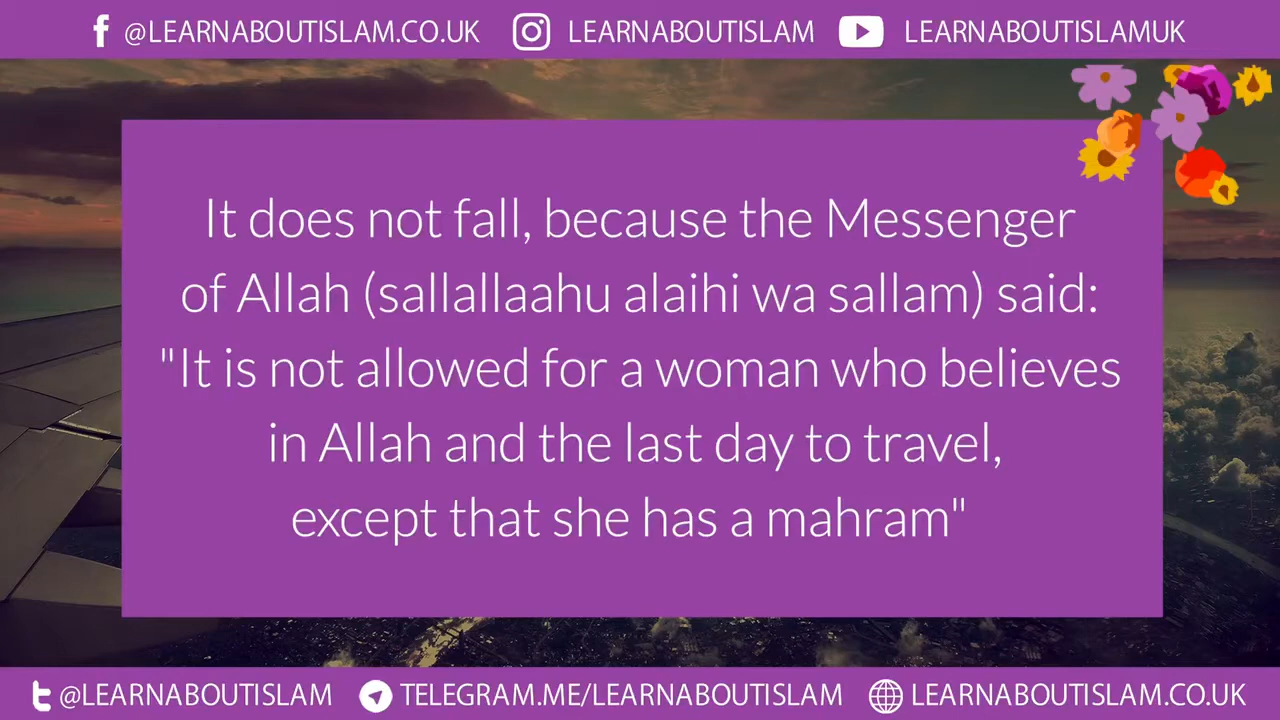 @LEARNABOUTISLAM.CO.UK LEARNABOUTISLAM LEARNABOUTISLAMUK
It does not fall, because the Messenger
of Allah (sallallaahu alaihi wa sallam) said:
"It is not allowed for a woman who believes
in Allah and the last day to travel,
except that she has a mahram"
@LEARNABOUTISLAM TELEGRAM.ME/LEARNABOUTISLAM LEARNABOUTISLAM.CO.UK